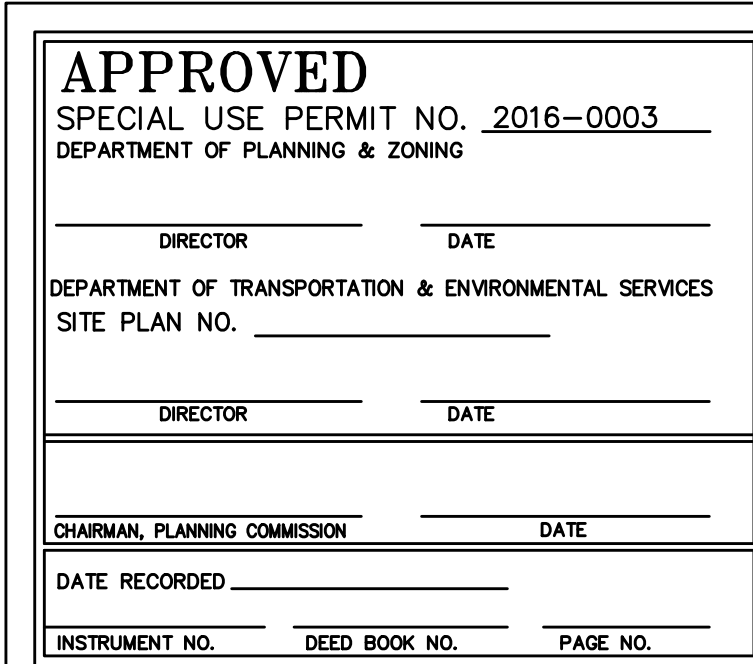 APPROVED
SPECIAL USE PERMIT NO. 2016-0003
DEPARTMENT OF PLANNING & ZONING
DIRECTOR DATE
DEPARTMENT OF TRANSPORTATION & ENVIRONMENTAL SERVICES
SITE PLAN NO.
DIRECTOR DATE
CHAIRMAN, PLANNING COMMISSION DATE
DATE RECORDED
INSTRUMENT NO. DEED BOOK NO. PAGE NO.